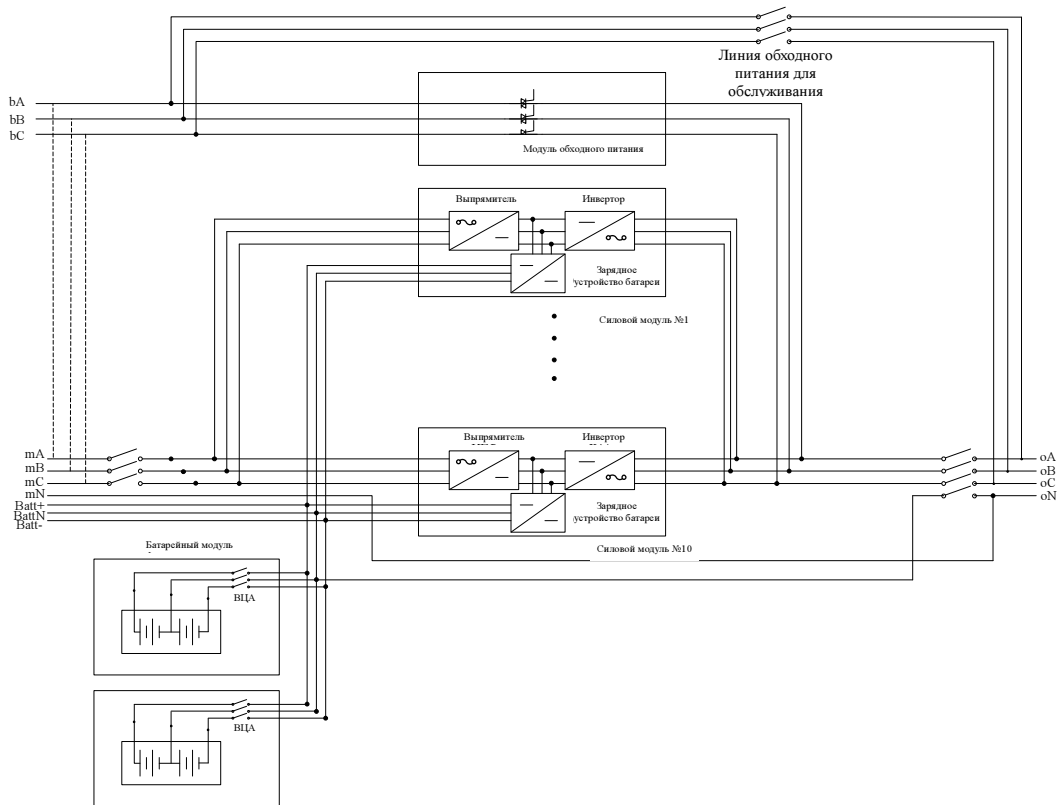 Линия обходного
питания для
обслуживания
bA
bB
bC
Модуль обходного питания
Выпрямитель
Инвертор
Зарядное
устройство батареи
Силовой модуль №1
Выпрямитель
Инвертор
mA
mB
mC
mN
Batt+
BattN
Batt-
oA
oB
oC
oN
Зарядное
устройство батареи
Силовой модуль №10
Батарейный модуль
ВЦА
ВЦА